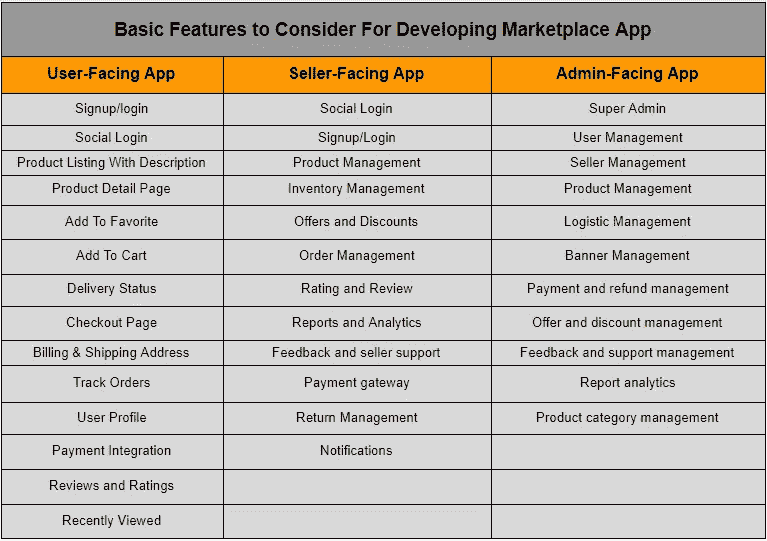 Basic Features to Consider For Developing Marketplace App
User-Facing App Seller-Facing App Admin-Facing App
Signup/login Social Login Super Admin
Social Login Signup/Login User Management
Product Listing With Description Product Management Seller Management
Product Detail Page Inventory Management Product Management
Add To Favorite Offers and Discounts Logistic Management
Add To Cart Order Management Banner Management
Delivery Status Rating and Review Payment and refund management
Checkout Page Reports and Analytics Offer and discount management
Billing & Shipping Address Feedback and seller support Feedback and support management
Track Orders Payment gateway Report analytics
User Profile Return Management Product category management
Payment Integration Notifications
Reviews and Ratings
Recently Viewed